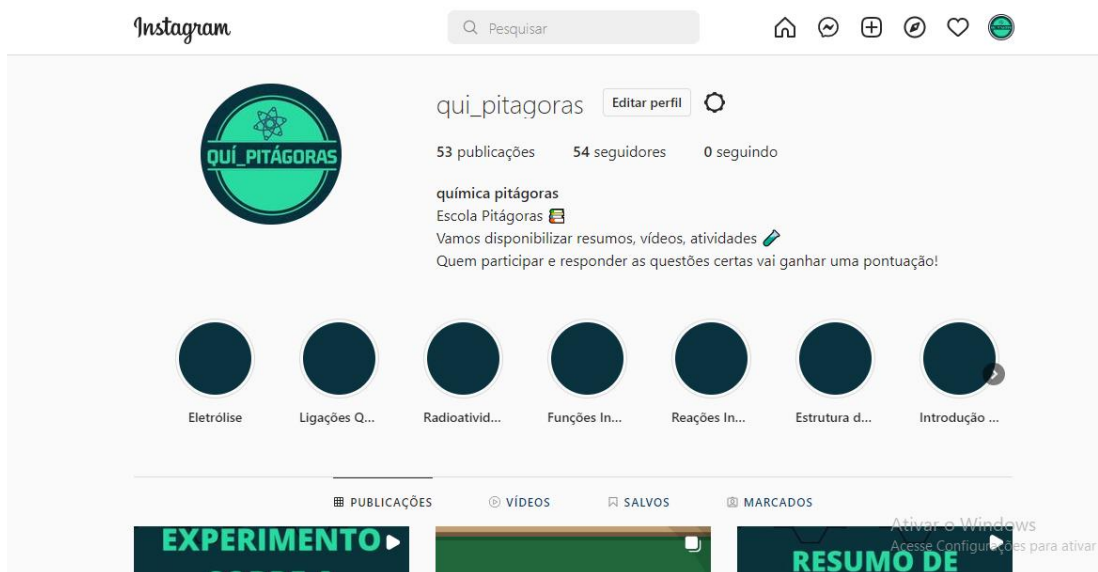 Instagram
Pesquisar
QUÍ_PITÁGORAS
qui_pitagoras Editar perfil
53 publicações 54 seguidores 0 seguindo
química pitágoras
Escola Pitágoras 📚
Vamos disponibilizar resumos, vídeos, atividades 🧪
Quem participar e responder as questões certas vai ganhar uma pontuação!
Eletrólise Ligações Q... Radioativid... Funções In... Reações In... Estrutura d... Introdução ...
PUBLICAÇÕES VÍDEOS SALVOS MARCADOS
EXPERIMENTO
RESUMO DE
Ativar o Windows
Acesse Configurações para ativar